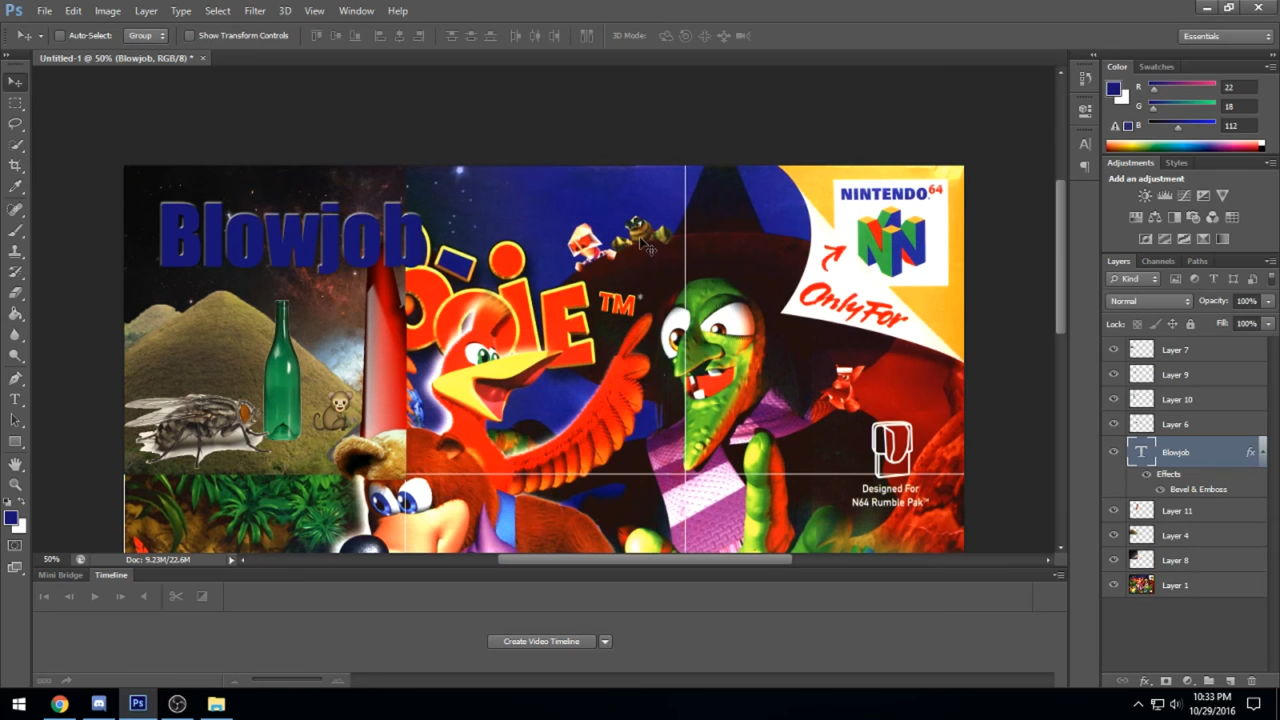 Ps File Edit Image Layer Type Select Filter 3D View Window Help
Auto-Select: Group Show Transform Controls 3D Mode: Essentials
Untitled-1 @ 50% (Blowjob, RGB/8) * ×
Color Swatches
R 22
G 18
B 112
Adjustments Styles
Add an adjustment
NINTENDO 64
Blowjob
OOIE™
Only For
Designed For
N64 Rumble Pak™
Layers Channels Paths
Kind
Normal Opacity: 100%
Lock: Fill: 100%
Layer 7
Layer 9
Layer 10
Layer 6
T Blowjob fx
Effects
Bevel & Emboss
Layer 11
Layer 4
Layer 8
Layer 1
50% Doc: 9.23M/22.6M
Mini Bridge Timeline
Create Video Timeline
10:33 PM
10/29/2016